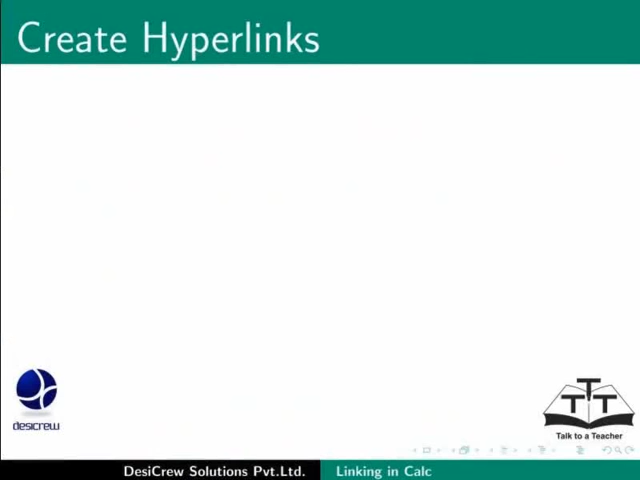 Create Hyperlinks
desicrew
T T T
Talk to a Teacher
DesiCrew Solutions Pvt.Ltd.
Linking in Calc